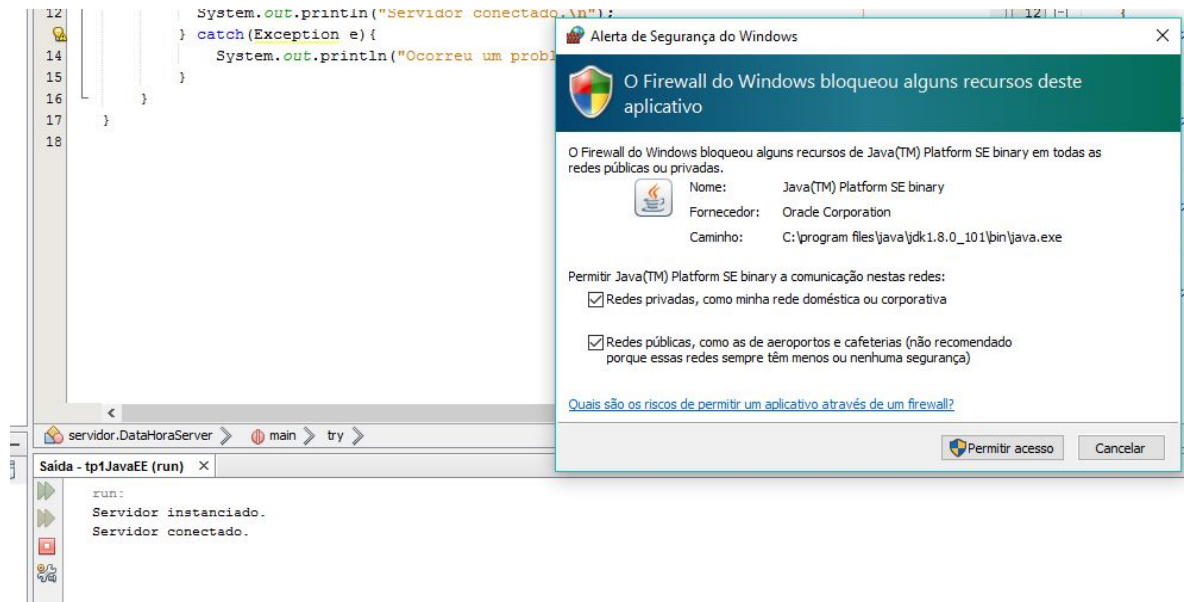 12 System.out.println("Servidor conectado.\n"); 12 {
} catch(Exception e){
14 System.out.println("Ocorreu um probl
15 }
16 }
17 }
18
Alerta de Segurança do Windows
O Firewall do Windows bloqueou alguns recursos deste
aplicativo
O Firewall do Windows bloqueou alguns recursos de Java(TM) Platform SE binary em todas as
redes públicas ou privadas.
Nome: Java(TM) Platform SE binary
Fornecedor: Oracle Corporation
Caminho: C:\program files\java\jdk1.8.0_101\bin\java.exe
Permitir Java(TM) Platform SE binary a comunicação nestas redes:
Redes privadas, como minha rede doméstica ou corporativa
Redes públicas, como as de aeroportos e cafeterias (não recomendado
porque essas redes sempre têm menos ou nenhuma segurança)
Quais são os riscos de permitir um aplicativo através de um firewall?
Permitir acesso Cancelar
servidor.DataHoraServer main try
Saída - tp1JavaEE (run)
run:
Servidor instanciado.
Servidor conectado.